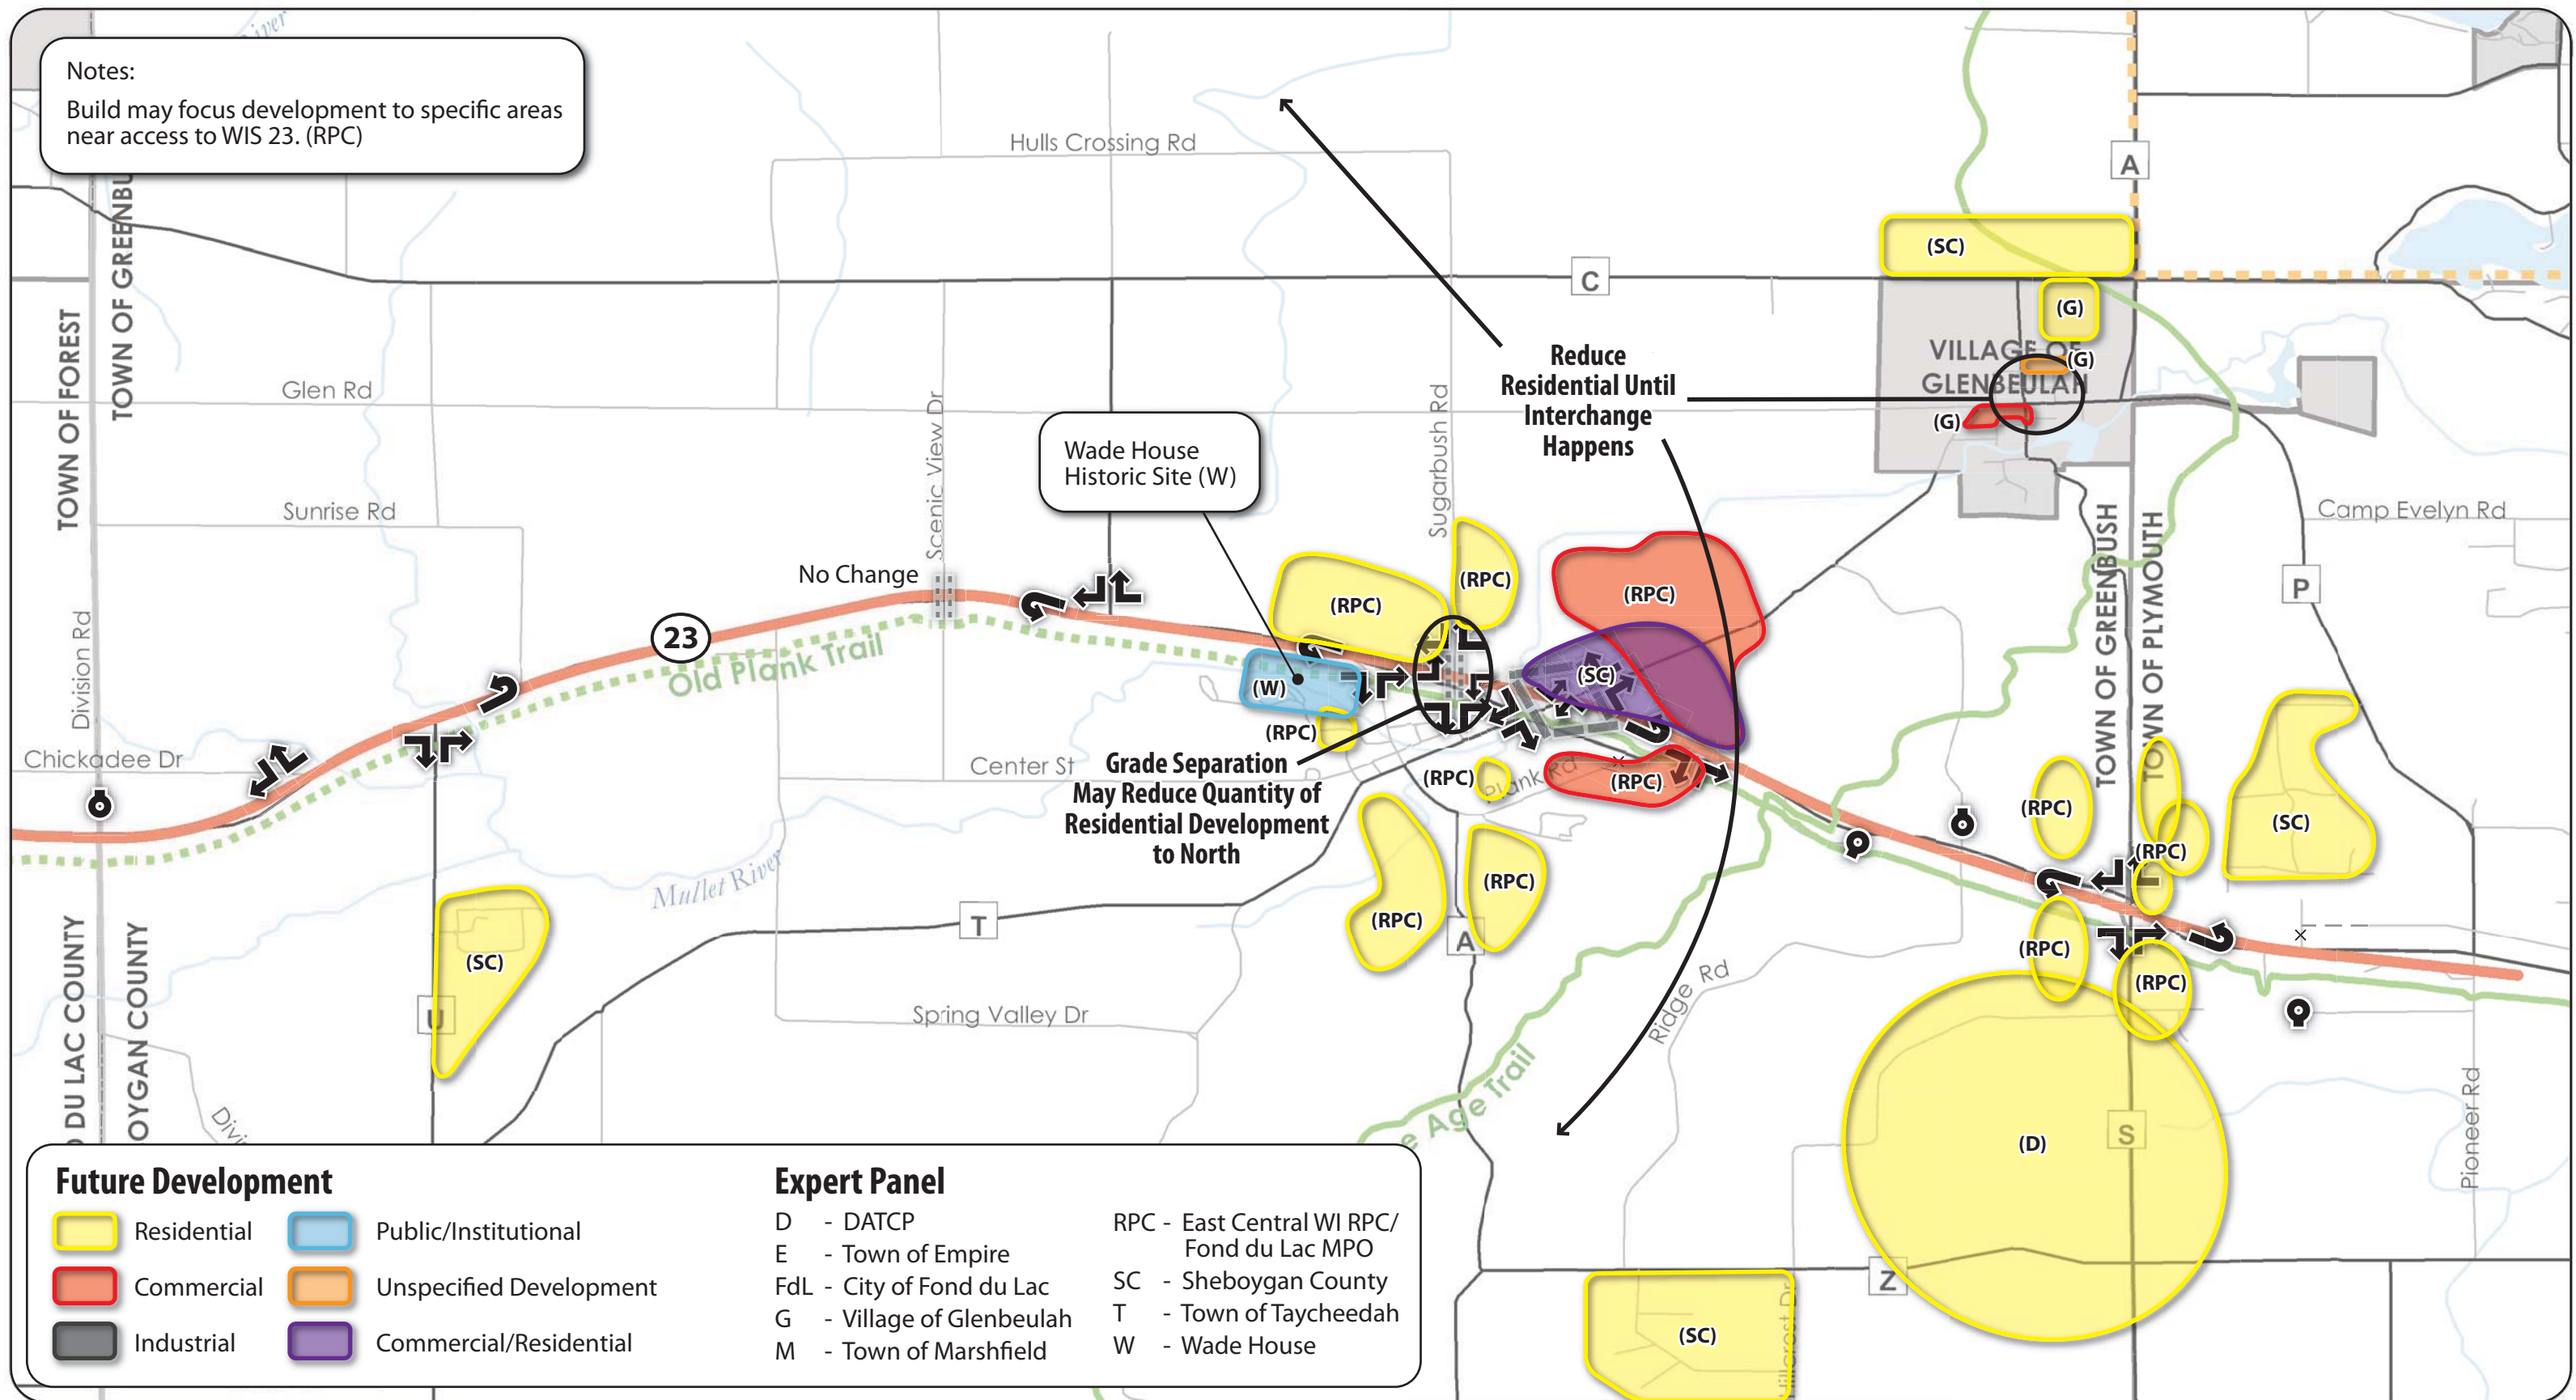 River
Notes:
Build may focus development to specific areas
near access to WIS 23. (RPC)
Hulls Crossing Rd
A
TOWN OF FOREST
TOWN OF GREENBU
(SC)
C
(G)
VILLAGE OF
GLENBEULAH
(G)
(G)
Reduce
Residential Until
Interchange
Happens
Glen Rd
Scenic View Dr
Sugarbush Rd
Wade House
Historic Site (W)
Sunrise Rd
Camp Evelyn Rd
TOWN OF GREENBUSH
TOWN OF PLYMOUTH
No Change
P
23
Old Plank Trail
(RPC)
(RPC)
(RPC)
(SC)
(W)
(RPC)
Division Rd
Chickadee Dr
Center St
Grade Separation
May Reduce Quantity of
Residential Development
to North
(RPC)
Plank Rd
(RPC)
(RPC)
(RPC)
(SC)
Mullet River
(RPC)
(RPC)
T
A
(SC)
U
(RPC)
(RPC)
Spring Valley Dr
Ridge Rd
e Age Trail
DU LAC COUNTY
OYGAN COUNTY
Divi
(D)
S
Pioneer Rd
Z
(SC)
Hillcrest Dr
Future Development
Residential
Commercial
Industrial
Public/Institutional
Unspecified Development
Commercial/Residential
Expert Panel
D - DATCP
E - Town of Empire
FdL - City of Fond du Lac
G - Village of Glenbeulah
M - Town of Marshfield
RPC - East Central WI RPC/
Fond du Lac MPO
SC - Sheboygan County
T - Town of Taycheedah
W - Wade House